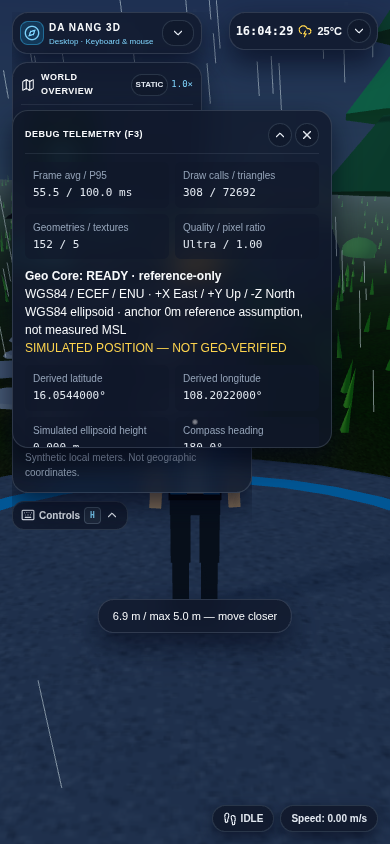 DA NANG 3D
Desktop · Keyboard & mouse
16:04:29 25°C
WORLD OVERVIEW STATIC 1.0×
DEBUG TELEMETRY (F3)
Frame avg / P95
55.5 / 100.0 ms
Draw calls / triangles
308 / 72692
Geometries / textures
152 / 5
Quality / pixel ratio
Ultra / 1.00
Geo Core: READY · reference-only
WGS84 / ECEF / ENU · +X East / +Y Up / -Z North
WGS84 ellipsoid · anchor 0m reference assumption,
not measured MSL
SIMULATED POSITION — NOT GEO-VERIFIED
Derived latitude
16.0544000°
Derived longitude
108.2022000°
Simulated ellipsoid height
0.000 m
Compass heading
180.0°
Synthetic local meters. Not geographic
coordinates.
Controls H
6.9 m / max 5.0 m — move closer
IDLE
Speed: 0.00 m/s